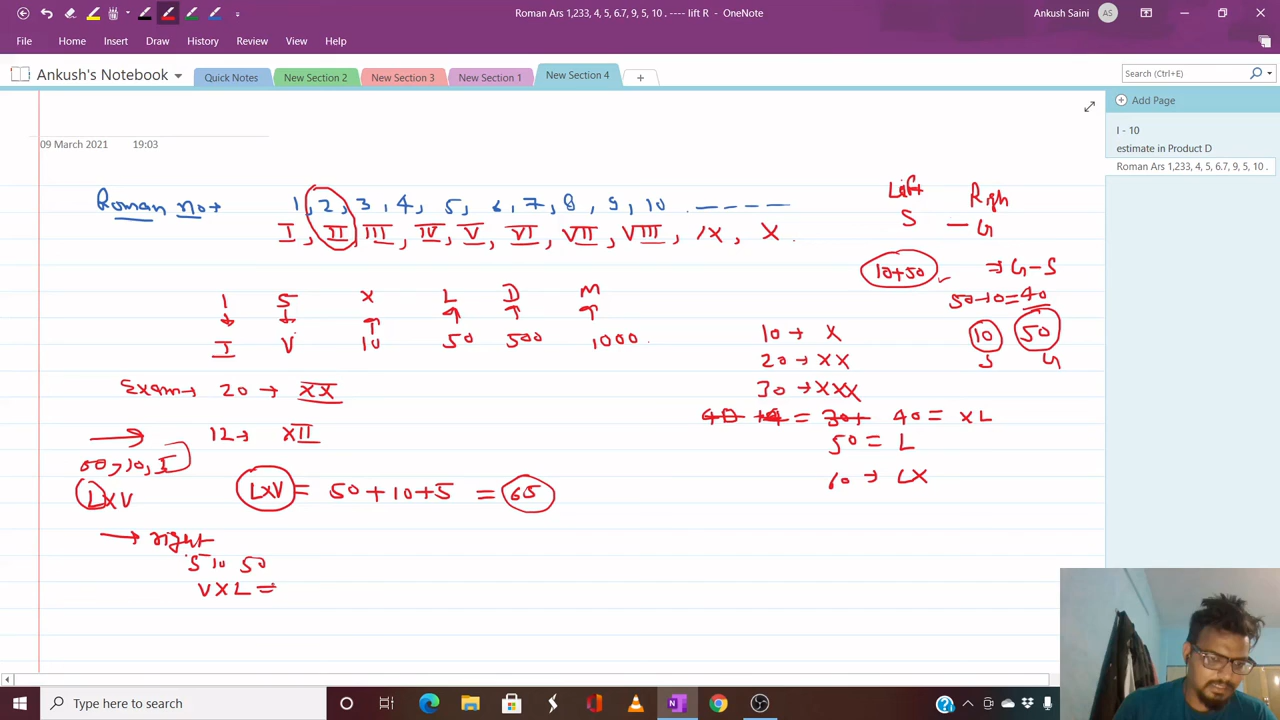 Roman Ars 1,233, 4, 5, 6.7, 9, 5, 10 . ---- lift R - OneNote
Ankush Saini
AS
File Home Insert Draw History Review View Help
Ankush's Notebook
Quick Notes
New Section 2
New Section 3
New Section 1
New Section 4
Search (Ctrl+E)
Add Page
I - 10
estimate in Product D
Roman Ars 1,233, 4, 5, 6.7, 9, 5, 10 .
09 March 2021 19:03
Roman no→ 1, 2, 3, 4, 5, 6, 7, 8, 9, 10 ----
I, II, III, IV, V, VI, VII, VIII, IX, X.
Lift Righ
S — G
10+50 ⇒ G-S
50-10=40
10 50
S G
1 5 X L D M
I V 10 50 500 1000.
10 → X
20 → XX
30 → XXX
40 = XL
50 = L
60 → LX
Exam→ 20 → XX
12→ XII
50,10,I
LXV
LXV = 50+10+5 = 65
→ right
5 10 50
VXL =
Type here to search